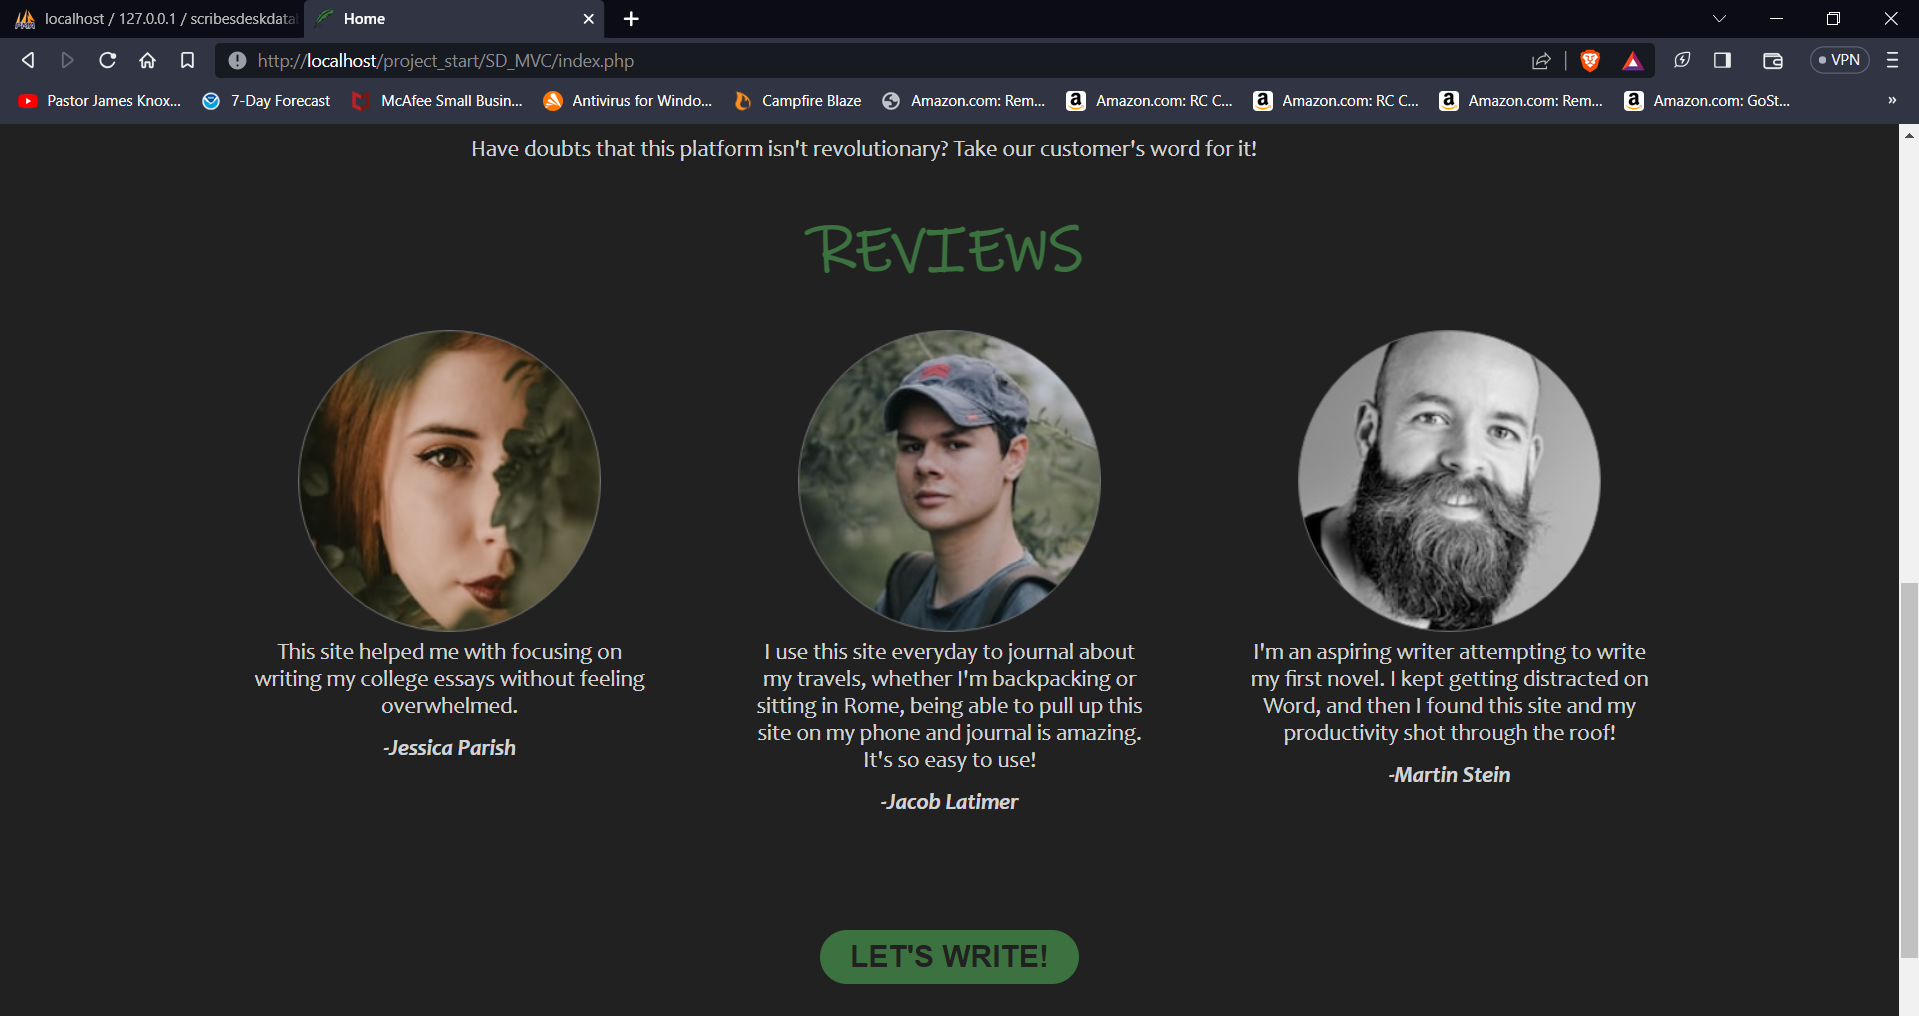 localhost / 127.0.0.1 / scribesdeskdata
Home
http://localhost/project_start/SD_MVC/index.php
VPN
Pastor James Knox... 7-Day Forecast McAfee Small Busin... Antivirus for Windo... Campfire Blaze Amazon.com: Rem... Amazon.com: RC C... Amazon.com: RC C... Amazon.com: Rem... Amazon.com: GoSt... »
Have doubts that this platform isn't revolutionary? Take our customer's word for it!
REVIEWS
This site helped me with focusing on
writing my college essays without feeling
overwhelmed.
-Jessica Parish
I use this site everyday to journal about
my travels, whether I'm backpacking or
sitting in Rome, being able to pull up this
site on my phone and journal is amazing.
It's so easy to use!
-Jacob Latimer
I'm an aspiring writer attempting to write
my first novel. I kept getting distracted on
Word, and then I found this site and my
productivity shot through the roof!
-Martin Stein
LET'S WRITE!